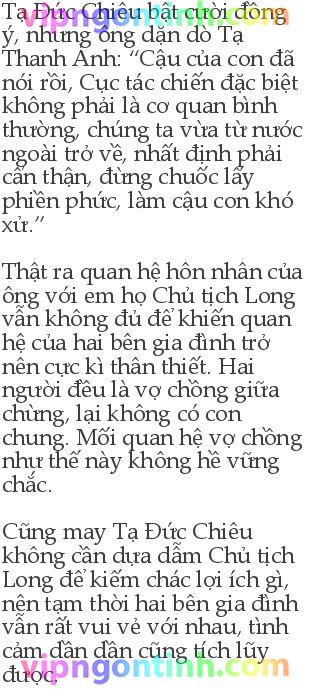 Tạ Đức Chiêu bật cười đồng
ý, nhưng ông dặn dò Tạ
Thanh Anh: “Cậu của con đã
nói rồi, Cục tác chiến đặc biệt
không phải là cơ quan bình
thường, chúng ta vừa từ nước
ngoài trở về, nhất định phải
cẩn thận, đừng chuốc lấy
phiền phức, làm cậu con khó
xử.”
Thật ra quan hệ hôn nhân của
ông với em họ Chủ tịch Long
vẫn không đủ để khiến quan
hệ của hai bên gia đình trở
nên cực kì thân thiết. Hai
người đều là vợ chồng giữa
chừng, lại không có con
chung. Mối quan hệ vợ chồng
như thế này không hề vững
chắc.
Cũng may Tạ Đức Chiêu
không cần dựa dẫm Chủ tịch
Long để kiếm chác lợi ích gì,
nên tạm thời hai bên gia đình
vẫn rất vui vẻ với nhau, tình
cảm dần dần cũng tích lũy
được.
vipngontinh.com
vipngontinh.com